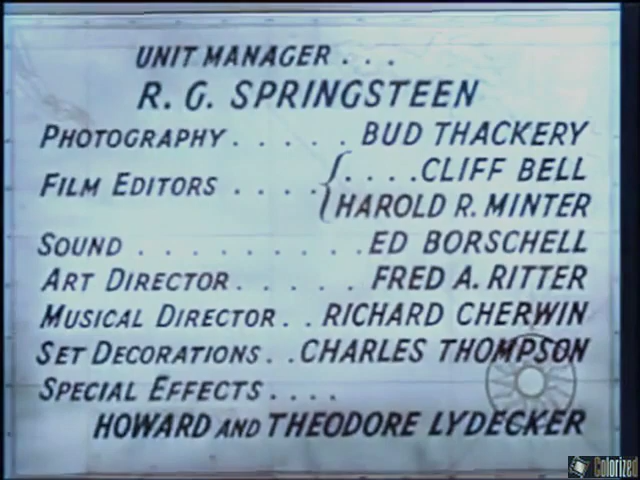 UNIT MANAGER . . .
R. G. SPRINGSTEEN
PHOTOGRAPHY . . . . . BUD THACKERY
FILM EDITORS . . . . { . . . . CLIFF BELL
HAROLD R. MINTER
SOUND . . . . . . . . . . ED BORSCHELL
ART DIRECTOR . . . . . FRED A. RITTER
MUSICAL DIRECTOR . . RICHARD CHERWIN
SET DECORATIONS . . CHARLES THOMPSON
SPECIAL EFFECTS . . . .
HOWARD AND THEODORE LYDECKER
Colorized